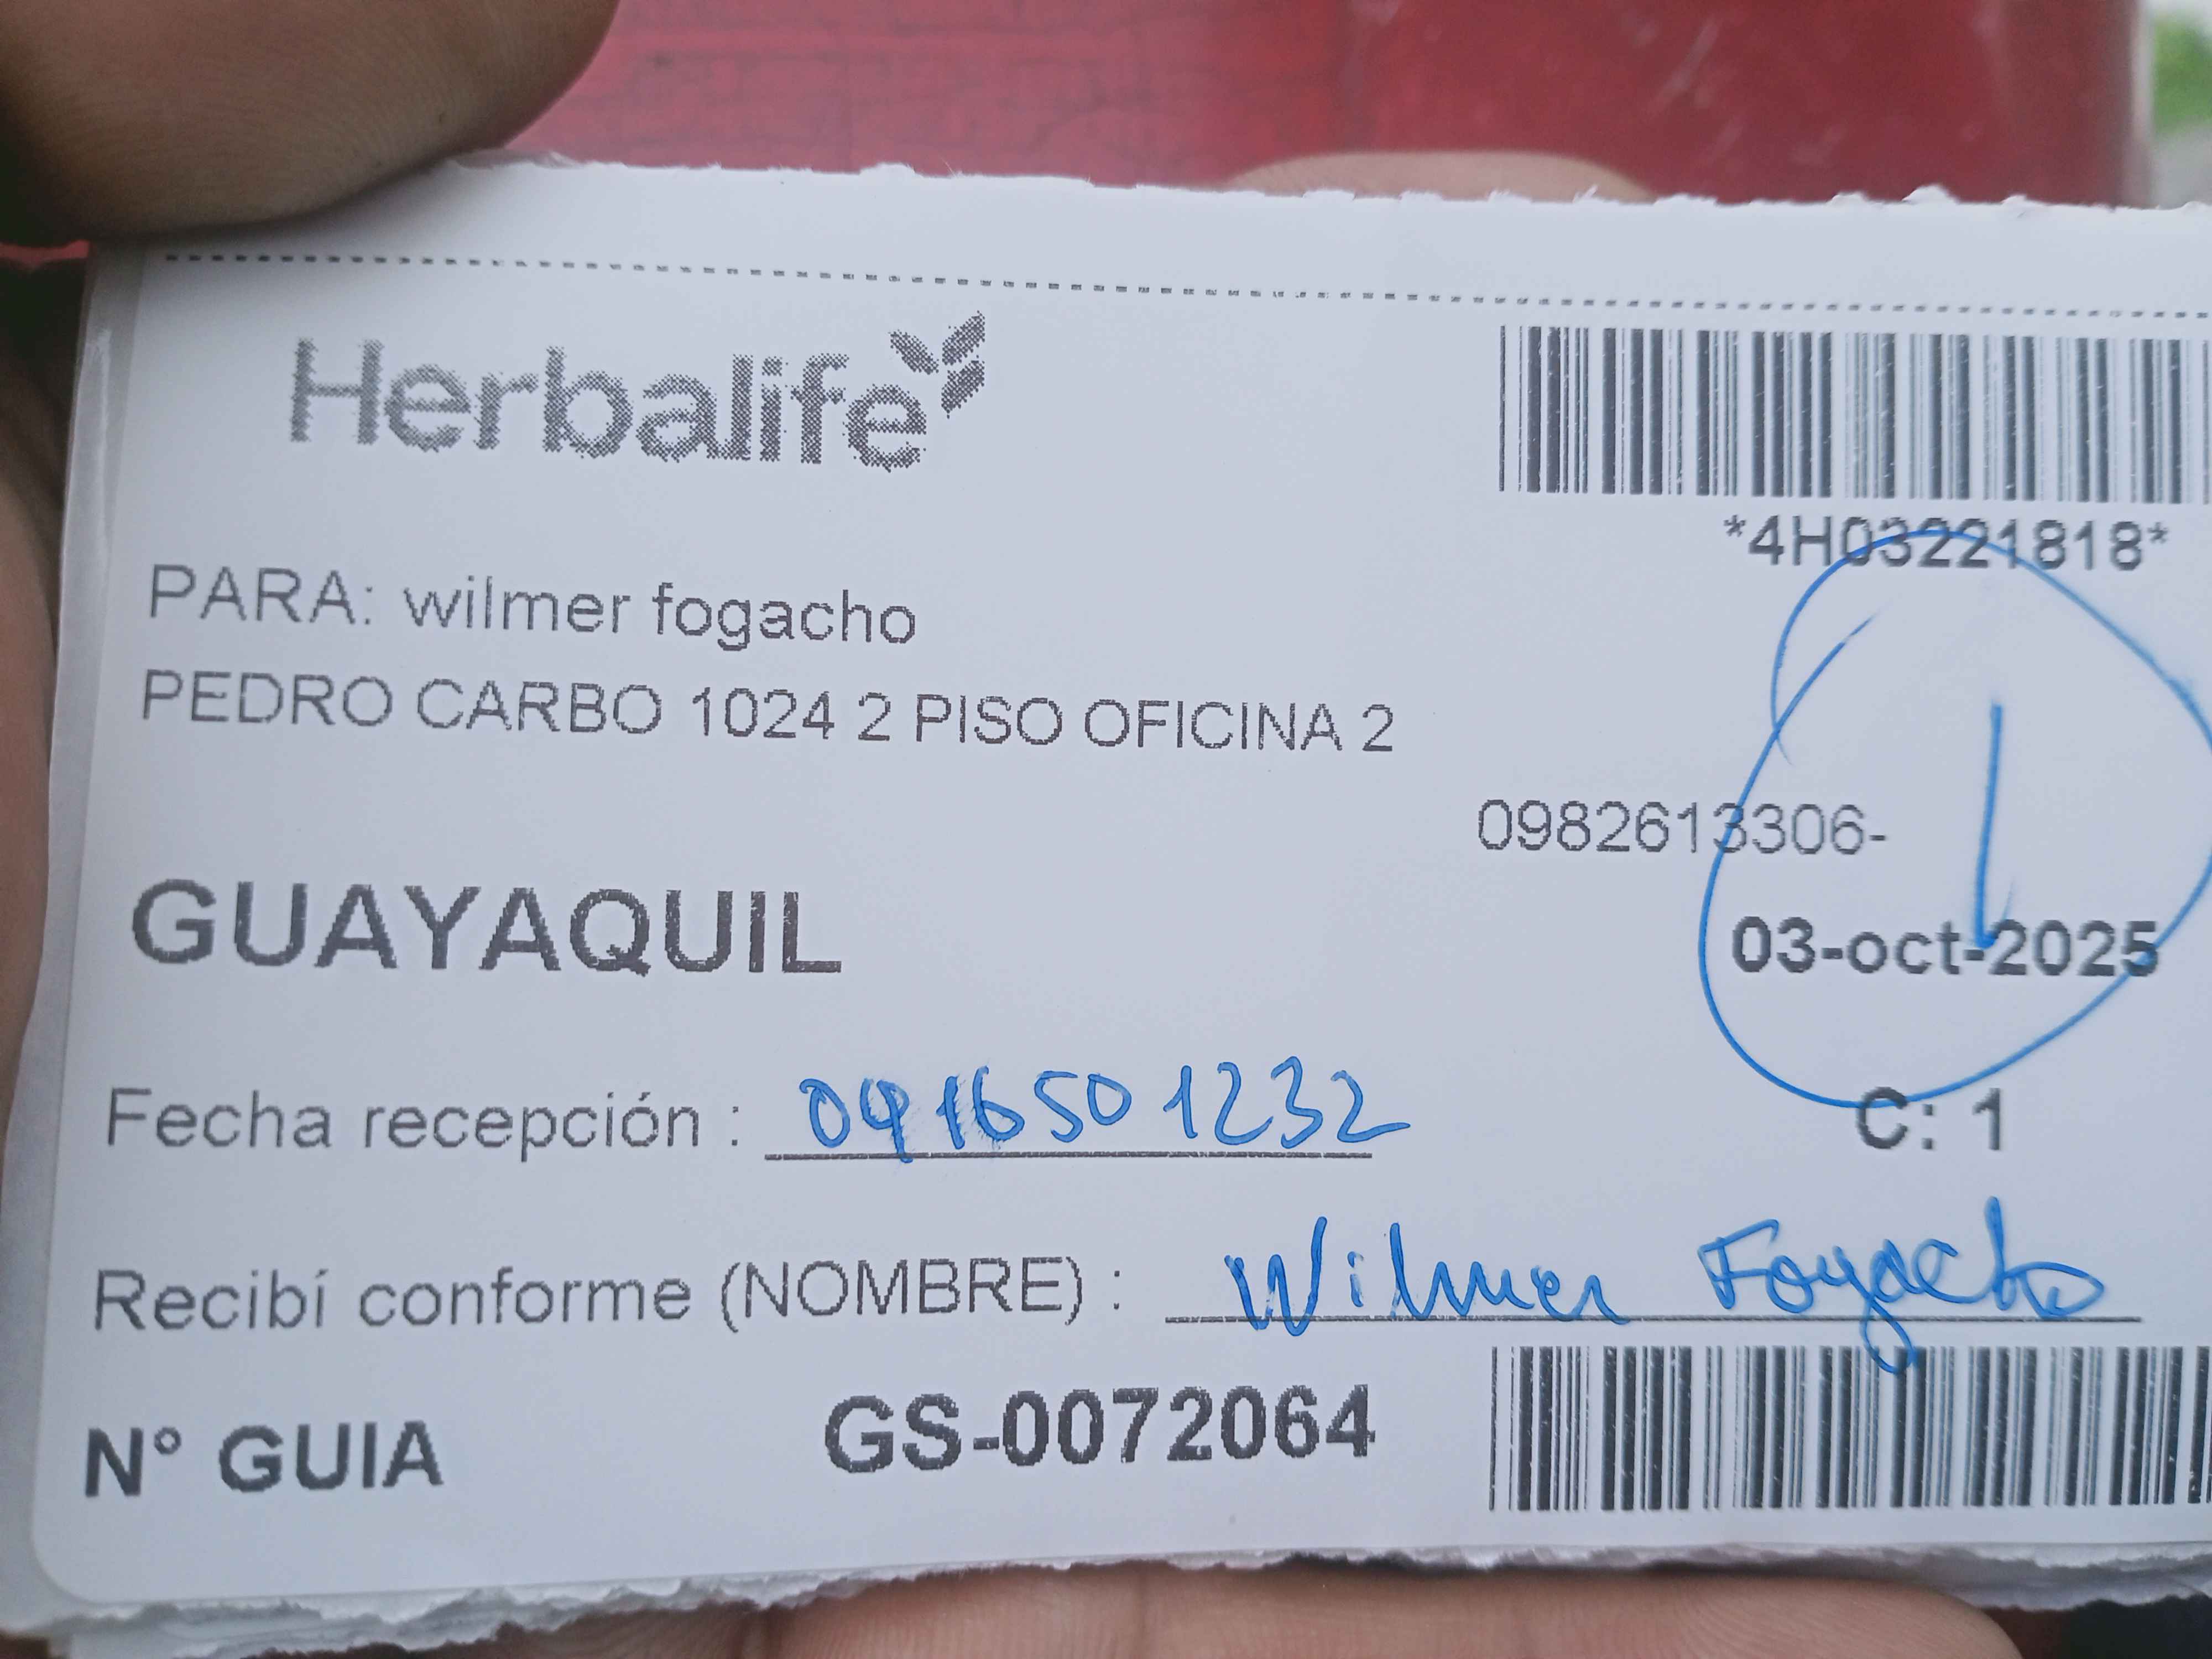 Herbalife
*4H03221818*
PARA: wilmer fogacho
PEDRO CARBO 1024 2 PISO OFICINA 2
0982613306-
GUAYAQUIL
03-oct-2025
Fecha recepción : 0916501232
C: 1
Recibí conforme (NOMBRE) : Wilmer Fogacho
N° GUIA GS-0072064